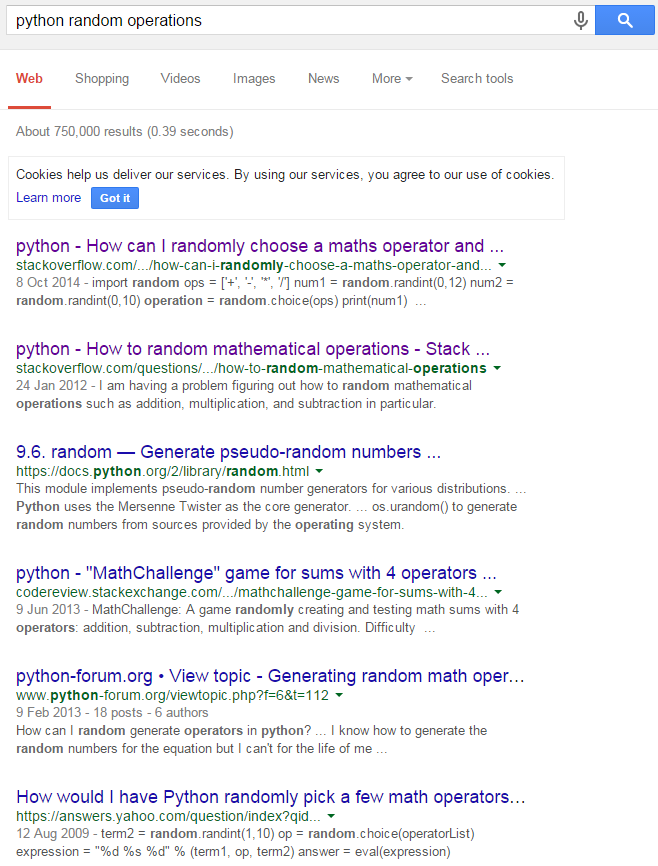 python random operations
Web Shopping Videos Images News More Search tools
About 750,000 results (0.39 seconds)
Cookies help us deliver our services. By using our services, you agree to our use of cookies.
Learn more Got it
python - How can I randomly choose a maths operator and ...
stackoverflow.com/.../how-can-i-randomly-choose-a-maths-operator-and...
8 Oct 2014 - import random ops = ['+', '-', '*', '/'] num1 = random.randint(0,12) num2 =
random.randint(0,10) operation = random.choice(ops) print(num1) ...
python - How to random mathematical operations - Stack ...
stackoverflow.com/questions/.../how-to-random-mathematical-operations
24 Jan 2012 - I am having a problem figuring out how to random mathematical
operations such as addition, multiplication, and subtraction in particular.
9.6. random — Generate pseudo-random numbers ...
https://docs.python.org/2/library/random.html
This module implements pseudo-random number generators for various distributions. ...
Python uses the Mersenne Twister as the core generator. ... os.urandom() to generate
random numbers from sources provided by the operating system.
python - "MathChallenge" game for sums with 4 operators ...
codereview.stackexchange.com/.../mathchallenge-game-for-sums-with-4...
9 Jun 2013 - MathChallenge: A game randomly creating and testing math sums with 4
operators: addition, subtraction, multiplication and division. Difficulty ...
python-forum.org • View topic - Generating random math oper...
www.python-forum.org/viewtopic.php?f=6&t=112
9 Feb 2013 - 18 posts - 6 authors
How can I random generate operators in python? ... I know how to generate the
random numbers for the equation but I can't for the life of me ...
How would I have Python randomly pick a few math operators...
https://answers.yahoo.com/question/index?qid...
12 Aug 2009 - term2 = random.randint(1,10) op = random.choice(operatorList)
expression = "%d %s %d" % (term1, op, term2) answer = eval(expression)